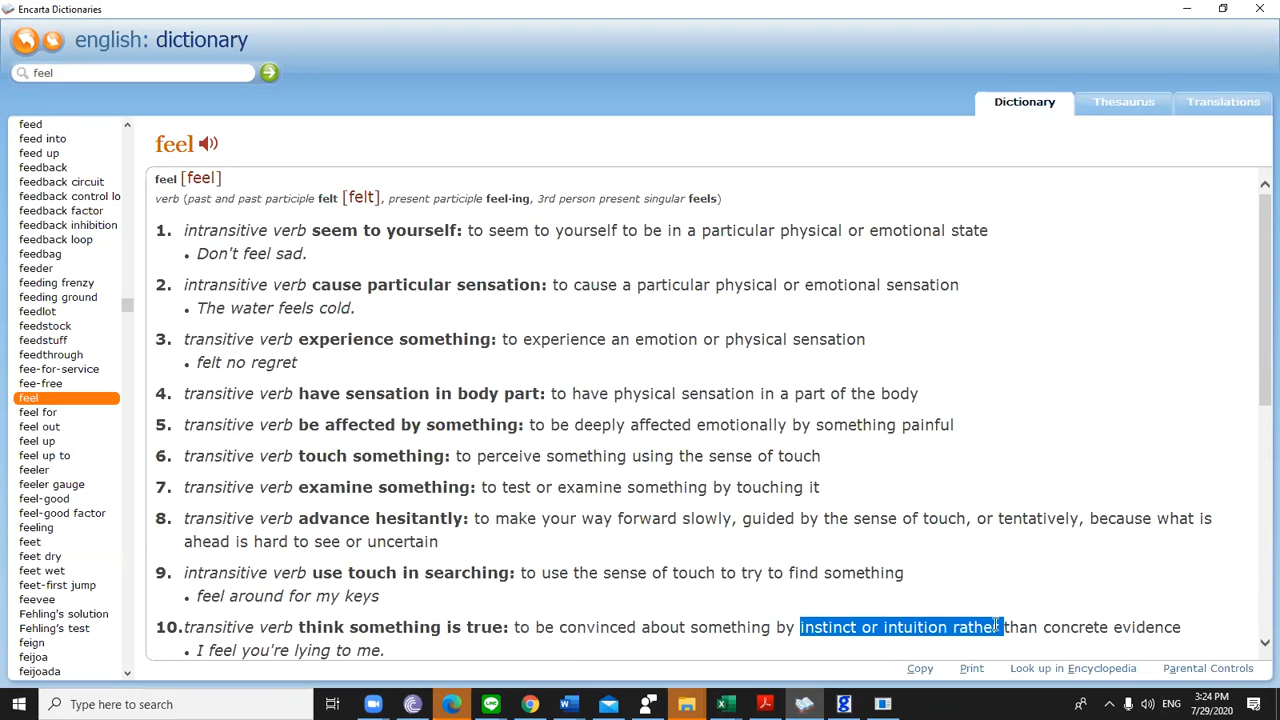 Encarta Dictionaries
english: dictionary
feel
Dictionary
Thesaurus
Translations
feed
feed into
feed up
feedback
feedback circuit
feedback control lo
feedback factor
feedback inhibition
feedback loop
feedbag
feeder
feeding frenzy
feeding ground
feedlot
feedstock
feedstuff
feedthrough
fee-for-service
fee-free
feel
feel for
feel out
feel up
feel up to
feeler
feeler gauge
feel-good
feel-good factor
feeling
feet
feet dry
feet wet
feet-first jump
feevee
Fehling's solution
Fehling's test
feign
feijoa
feijoada
feel
feel [feel]
verb (past and past participle felt [felt], present participle feel·ing, 3rd person present singular feels)
1. intransitive verb seem to yourself: to seem to yourself to be in a particular physical or emotional state
• Don't feel sad.
2. intransitive verb cause particular sensation: to cause a particular physical or emotional sensation
• The water feels cold.
3. transitive verb experience something: to experience an emotion or physical sensation
• felt no regret
4. transitive verb have sensation in body part: to have physical sensation in a part of the body
5. transitive verb be affected by something: to be deeply affected emotionally by something painful
6. transitive verb touch something: to perceive something using the sense of touch
7. transitive verb examine something: to test or examine something by touching it
8. transitive verb advance hesitantly: to make your way forward slowly, guided by the sense of touch, or tentatively, because what is
ahead is hard to see or uncertain
9. intransitive verb use touch in searching: to use the sense of touch to try to find something
• feel around for my keys
10. transitive verb think something is true: to be convinced about something by instinct or intuition rather than concrete evidence
• I feel you're lying to me.
Copy
Print
Look up in Encyclopedia
Parental Controls
Type here to search
3:24 PM
7/29/2020